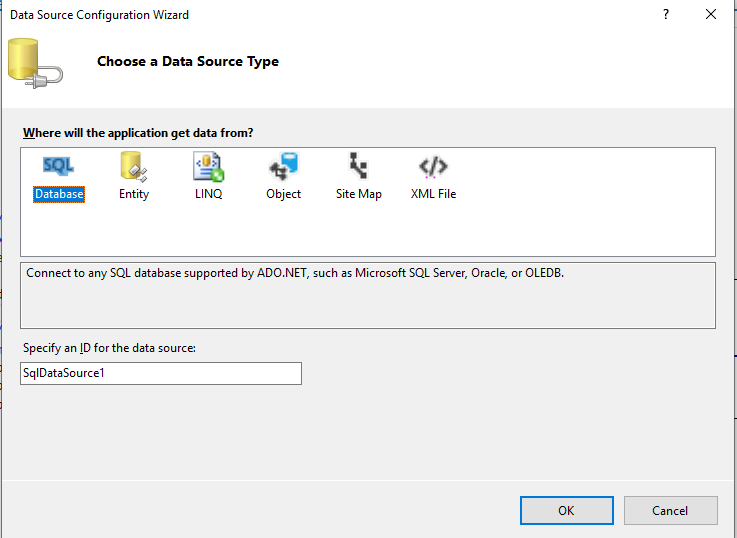 Data Source Configuration Wizard
?
Choose a Data Source Type
Where will the application get data from?
SQL
Database Entity LINQ Object Site Map XML File
Connect to any SQL database supported by ADO.NET, such as Microsoft SQL Server, Oracle, or OLEDB.
Specify an ID for the data source:
SqlDataSource1
OK Cancel